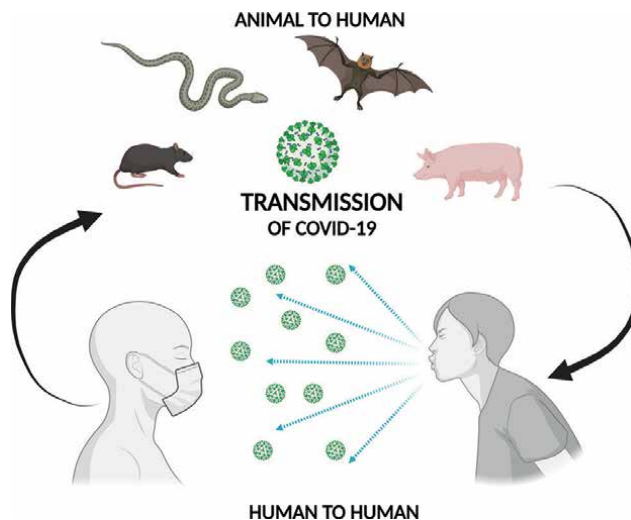 ANIMAL TO HUMAN
TRANSMISSION
OF COVID-19
HUMAN TO HUMAN